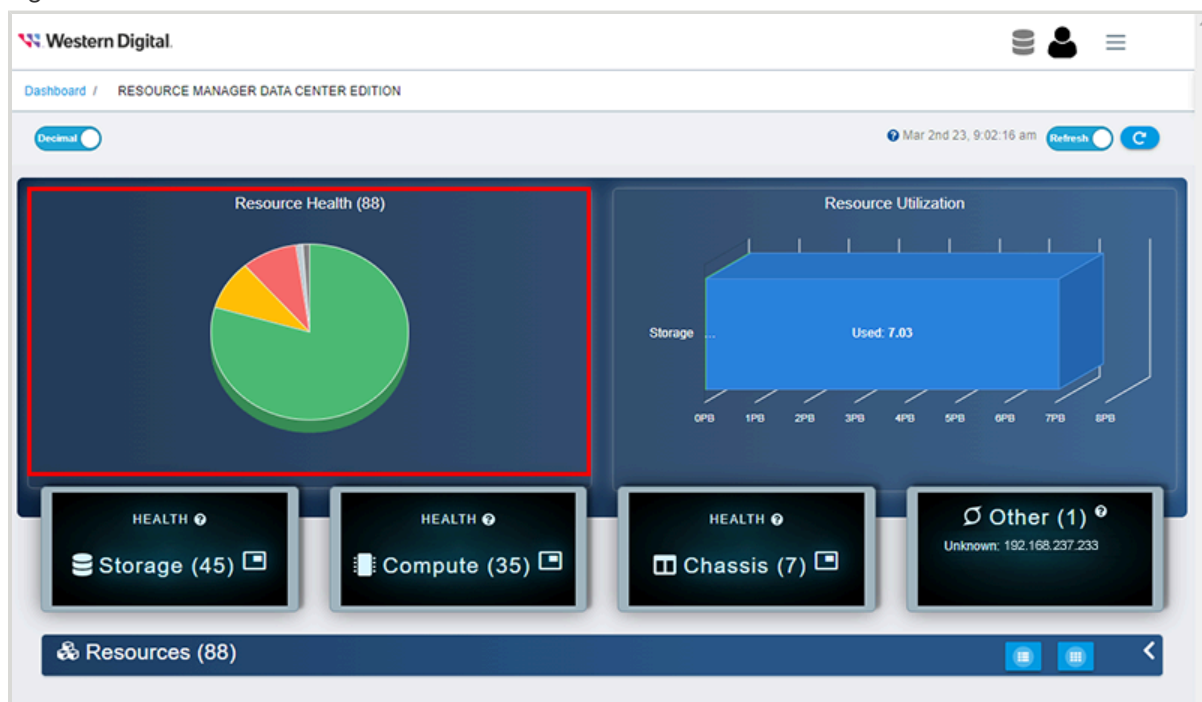 Western Digital.
Dashboard / RESOURCE MANAGER DATA CENTER EDITION
Decimal
Mar 2nd 23, 9:02:16 am Refresh
Resource Health (88)
Resource Utilization
Storage ...
Used: 7.03
0PB 1PB 2PB 3PB 4PB 5PB 6PB 7PB 8PB
HEALTH
Storage (45)
HEALTH
Compute (35)
HEALTH
Chassis (7)
Other (1)
Unknown: 192.168.237.233
Resources (88)